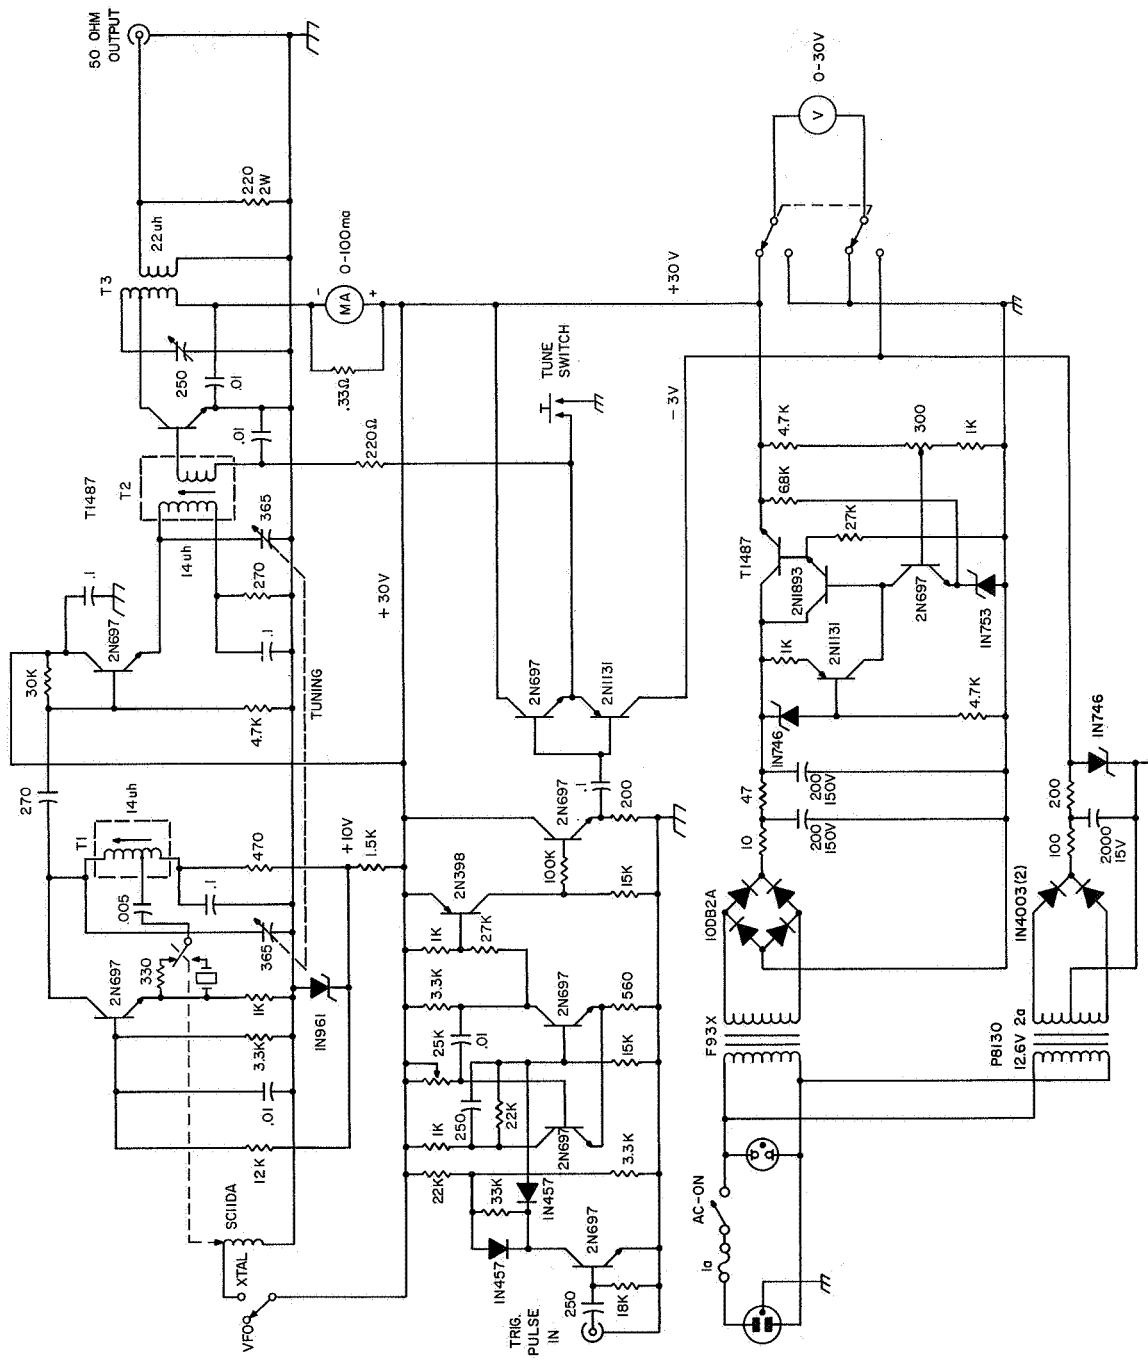 VFO
XTAL
SC11DA
12K
.01
3.3K
2N697
1K
330
365
.005
.1
T1
14uh
470
270
+10V
1.5K
1N961
TUNING
4.7K
30K
2N697
.1
.1
270
14uh
365
T2
T1487
.01
220Ω
250
.01
T3
22uh
220
2W
50 OHM
OUTPUT
.33Ω
MA
-
+
0-100ma
+30V
TRIG.
PULSE
IN
250
18K
2N697
1N457
33K
22K
1N457
3.3K
1K
250
22K
2N697
25K
.01
15K
3.3K
2N697
560
1K
27K
2N398
100K
15K
2N697
.1
200
2N697
2N1131
TUNE
SWITCH
-3V
+30V
1a
AC-ON
F93X
10DB2A
10
47
200
150V
200
150V
1N746
4.7K
1K
2N1131
2N1893
T1487
27K
2N697
1N753
6.8K
4.7K
300
1K
V
0-30V
P8130
12.6V 2a
1N4003(2)
100
200
2000
15V
1N746